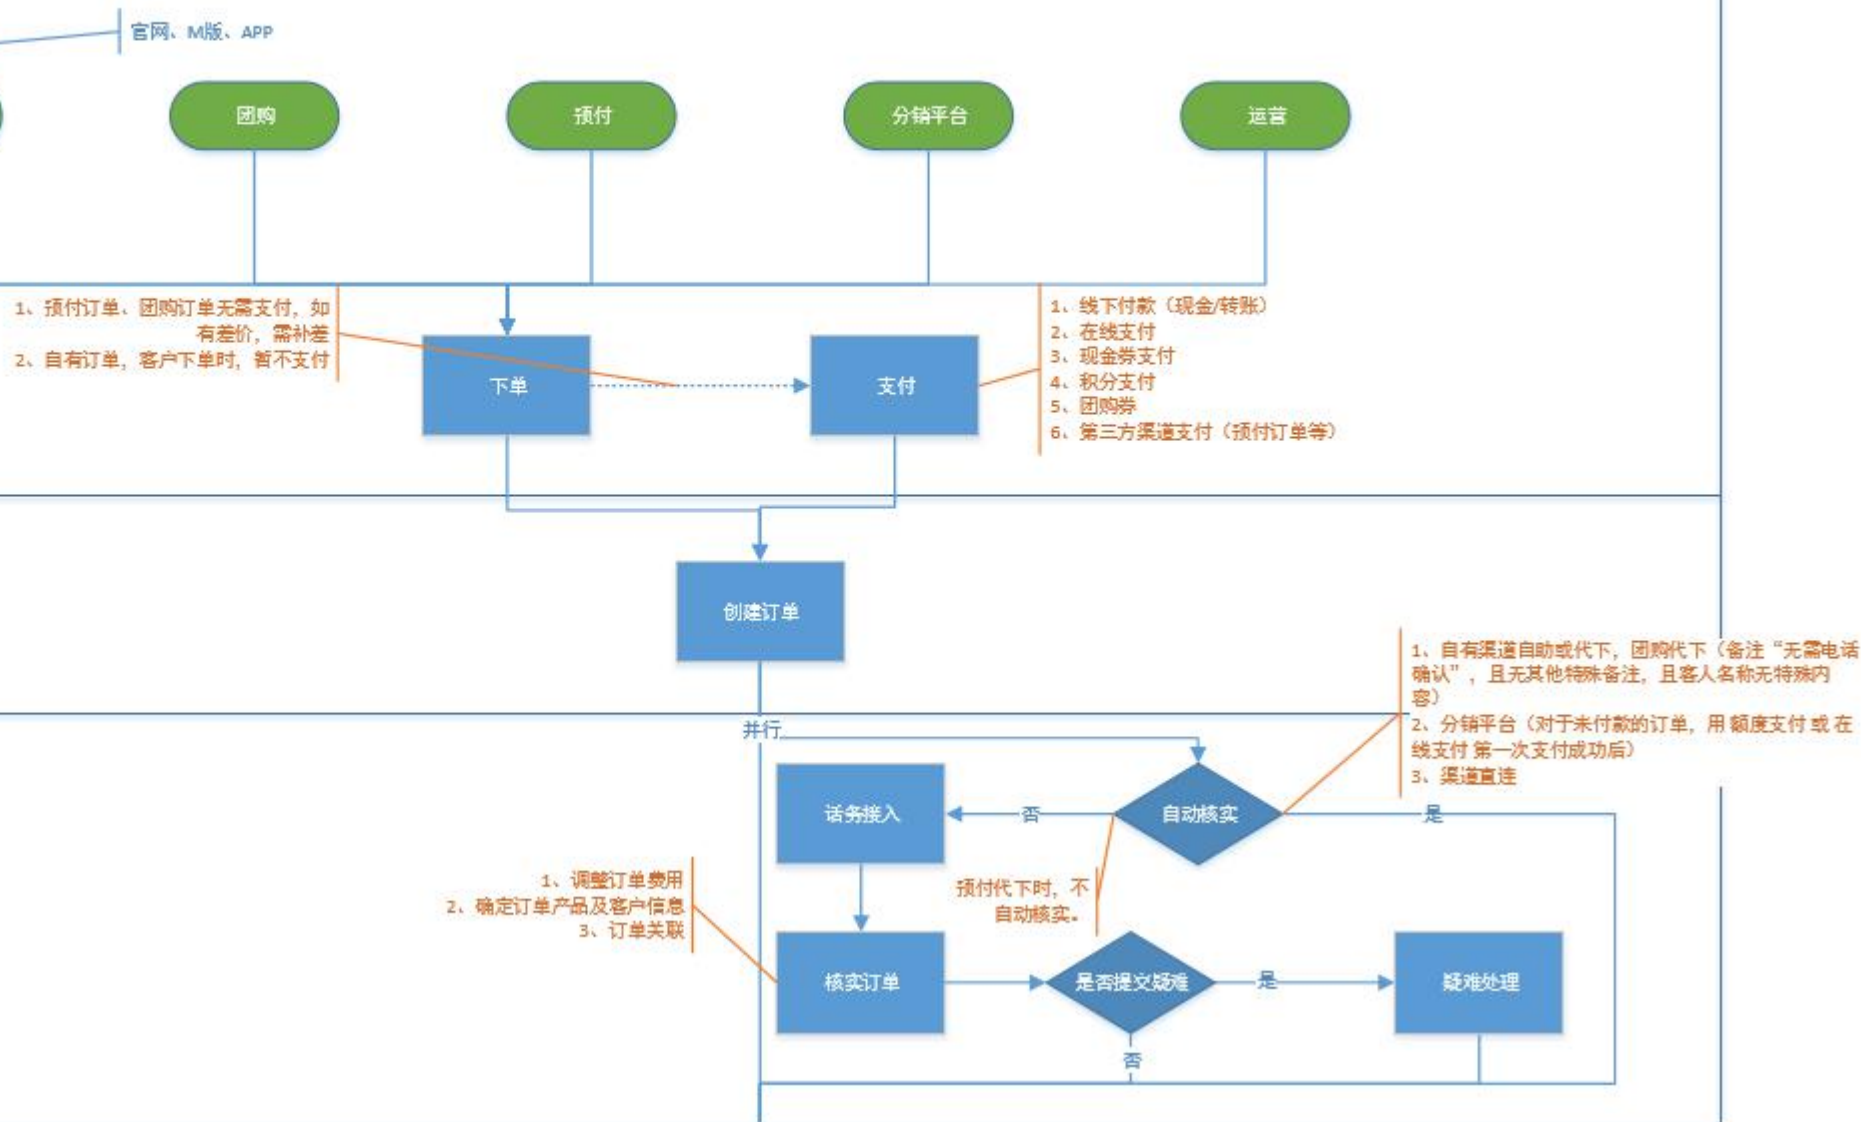 官网、M版、APP
团购
预付
分销平台
运营
1、预付订单、团购订单无需支付，如
有差价，需补差
2、自有订单，客户下单时，暂不支付
下单
支付
1、线下付款（现金/转账）
2、在线支付
3、现金券支付
4、积分支付
5、团购券
6、第三方渠道支付（预付订单等）
创建订单
1、自有渠道自助或代下，团购代下（备注“无需电话
确认”，且无其他特殊备注，且客人名称无特殊内
容）
2、分销平台（对于未付款的订单，用 额度支付 或 在
线支付 第一次支付成功后）
3、渠道直连
并行
话务接入
否
自动核实
是
1、调整订单费用
2、确定订单产品及客户信息
3、订单关联
预付代下时，不
自动核实。
核实订单
是否提交疑难
是
疑难处理
否